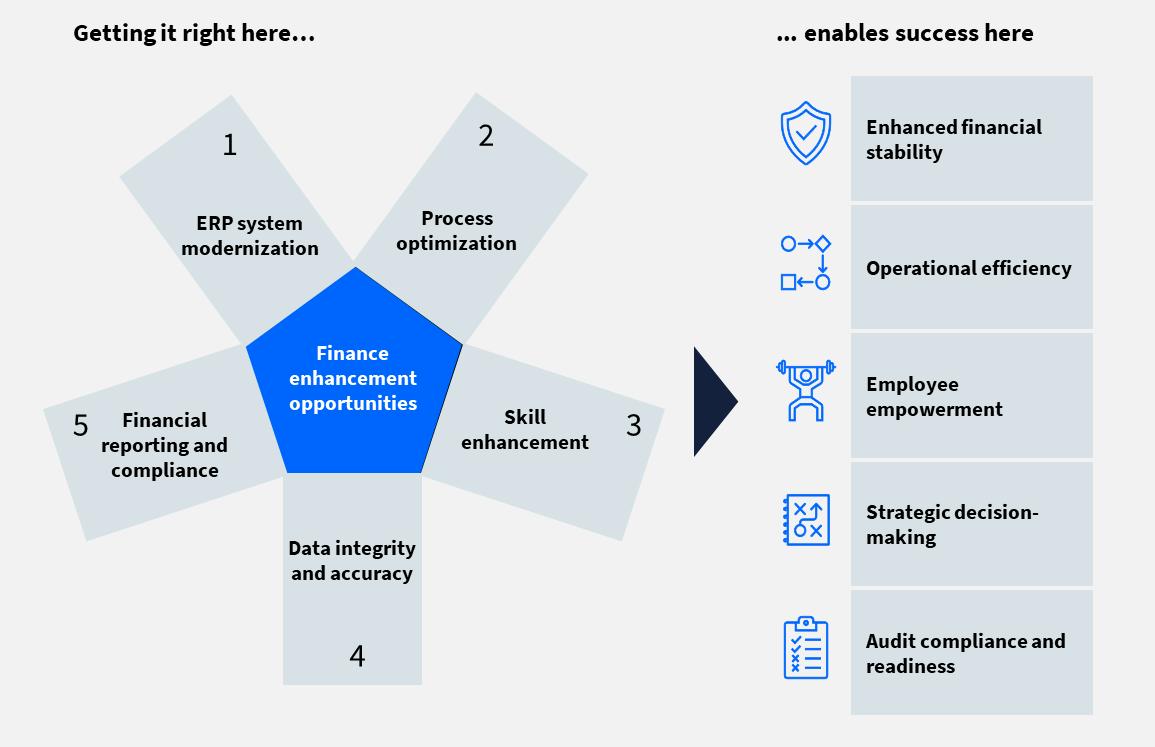 Getting it right here...
... enables success here
1
ERP system
modernization
2
Process
optimization
Finance
enhancement
opportunities
3
Skill
enhancement
4
Data integrity
and accuracy
5
Financial
reporting and
compliance
Enhanced financial
stability
Operational efficiency
Employee
empowerment
Strategic decision-
making
Audit compliance and
readiness